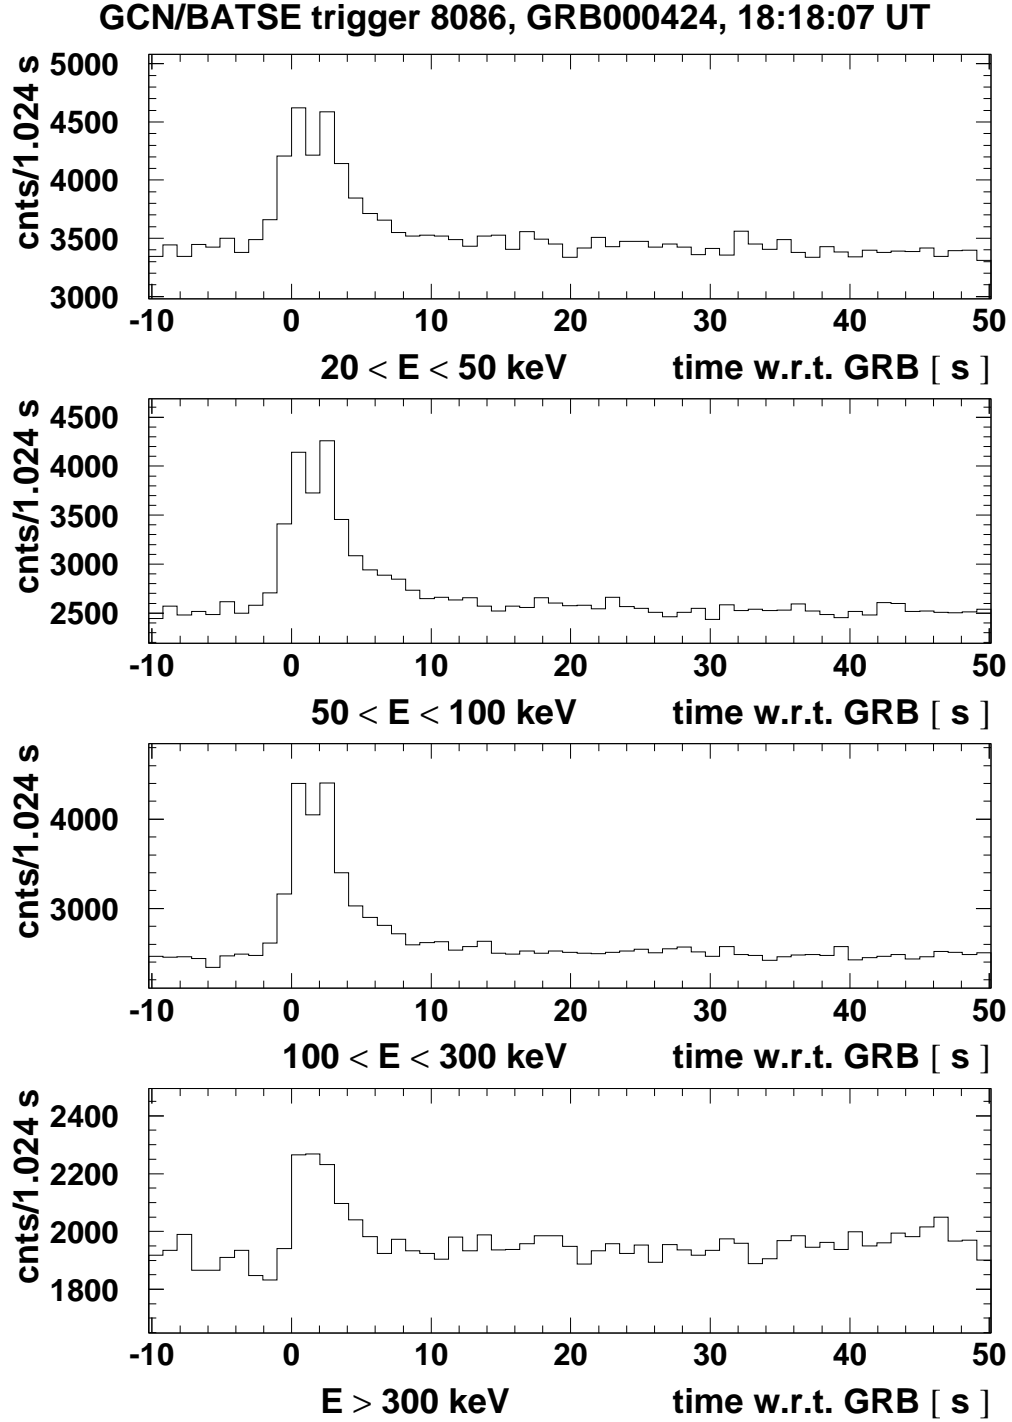 GCN/BATSE trigger 8086, GRB000424, 18:18:07 UT
cnts/1.024 s
5000
4500
4000
3500
3000
-10 0 10 20 30 40 50
20 < E < 50 keV time w.r.t. GRB [ s ]
cnts/1.024 s
4500
4000
3500
3000
2500
-10 0 10 20 30 40 50
50 < E < 100 keV time w.r.t. GRB [ s ]
cnts/1.024 s
4000
3000
-10 0 10 20 30 40 50
100 < E < 300 keV time w.r.t. GRB [ s ]
cnts/1.024 s
2400
2200
2000
1800
-10 0 10 20 30 40 50
E > 300 keV time w.r.t. GRB [ s ]